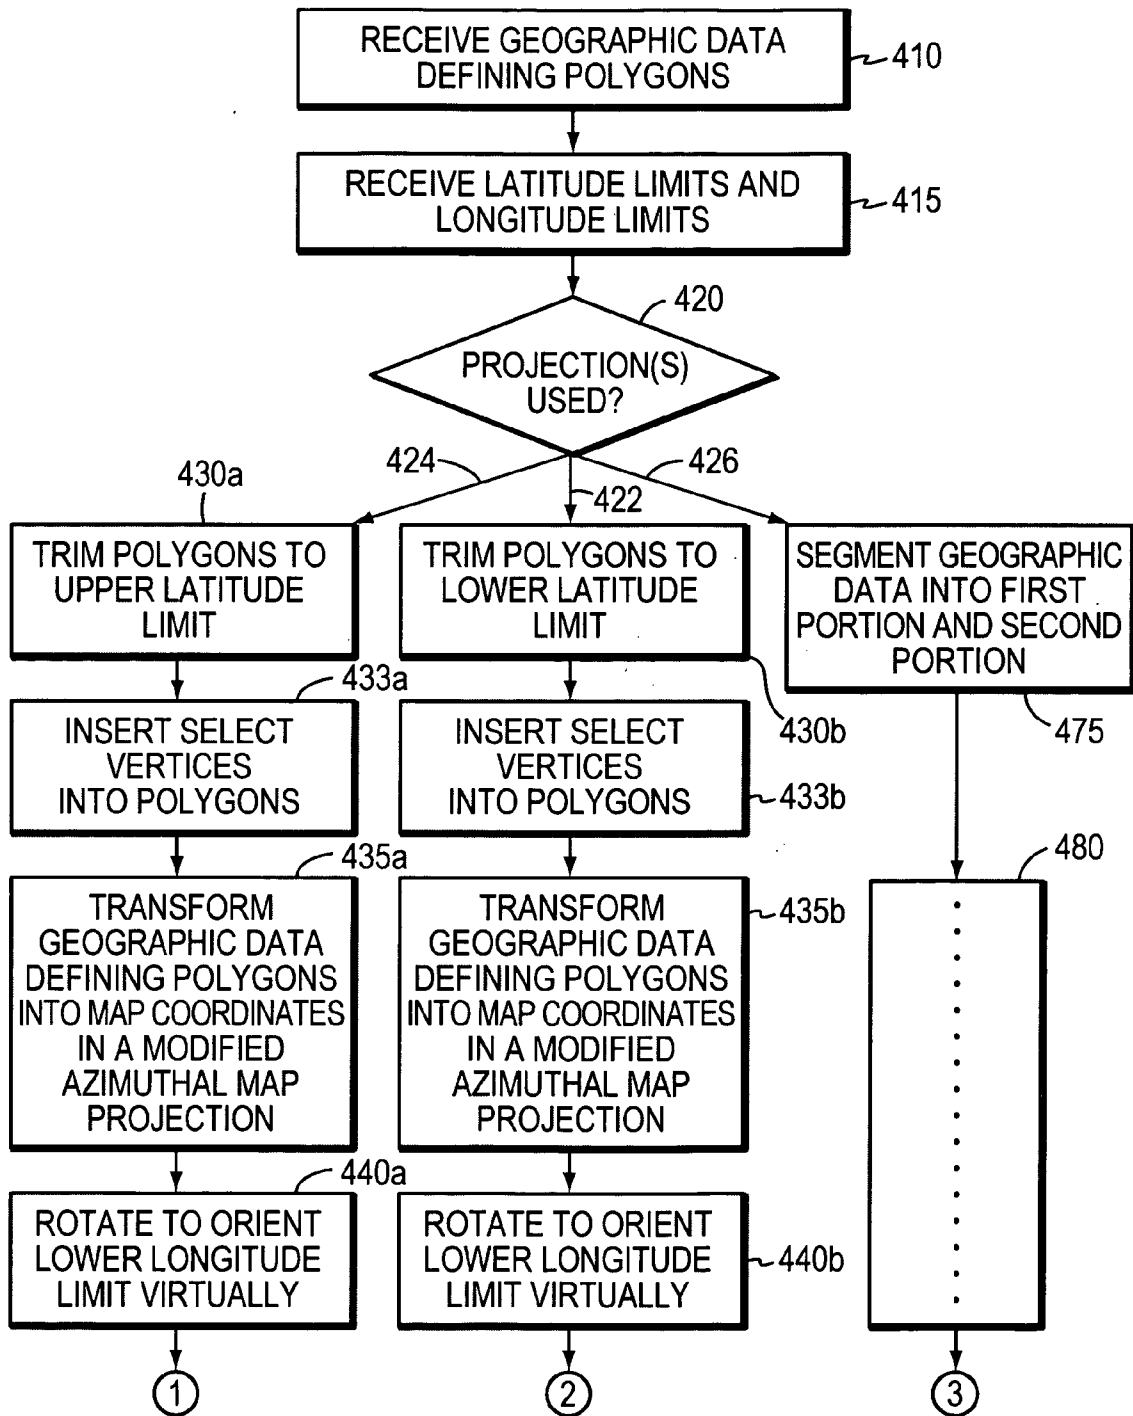 RECEIVE GEOGRAPHIC DATA
DEFINING POLYGONS
410
RECEIVE LATITUDE LIMITS AND
LONGITUDE LIMITS
415
420
PROJECTION(S)
USED?
424
422
426
430a
TRIM POLYGONS TO
UPPER LATITUDE
LIMIT
TRIM POLYGONS TO
LOWER LATITUDE
LIMIT
430b
SEGMENT GEOGRAPHIC
DATA INTO FIRST
PORTION AND SECOND
PORTION
475
433a
INSERT SELECT
VERTICES
INTO POLYGONS
INSERT SELECT
VERTICES
INTO POLYGONS
433b
435a
TRANSFORM
GEOGRAPHIC DATA
DEFINING POLYGONS
INTO MAP COORDINATES
IN A MODIFIED
AZIMUTHAL MAP
PROJECTION
TRANSFORM
GEOGRAPHIC DATA
DEFINING POLYGONS
INTO MAP COORDINATES
IN A MODIFIED
AZIMUTHAL MAP
PROJECTION
435b
480
440a
ROTATE TO ORIENT
LOWER LONGITUDE
LIMIT VIRTUALLY
ROTATE TO ORIENT
LOWER LONGITUDE
LIMIT VIRTUALLY
440b
1
2
3